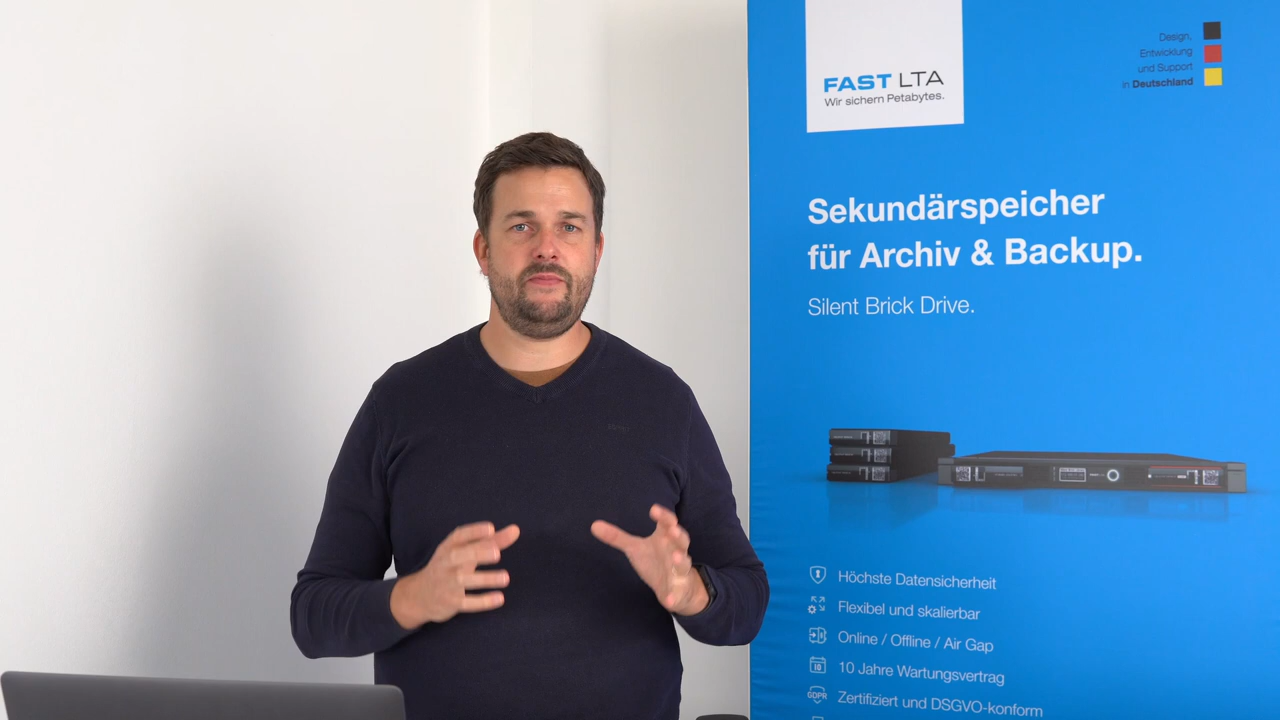 FAST LTA
Wir sichern Petabytes.
Design,
Entwicklung
und Support
in Deutschland
Sekundärspeicher
für Archiv & Backup.
Silent Brick Drive.
Höchste Datensicherheit
Flexibel und skalierbar
Online / Offline / Air Gap
10 Jahre Wartungsvertrag
GDPR
Zertifiziert und DSGVO-konform